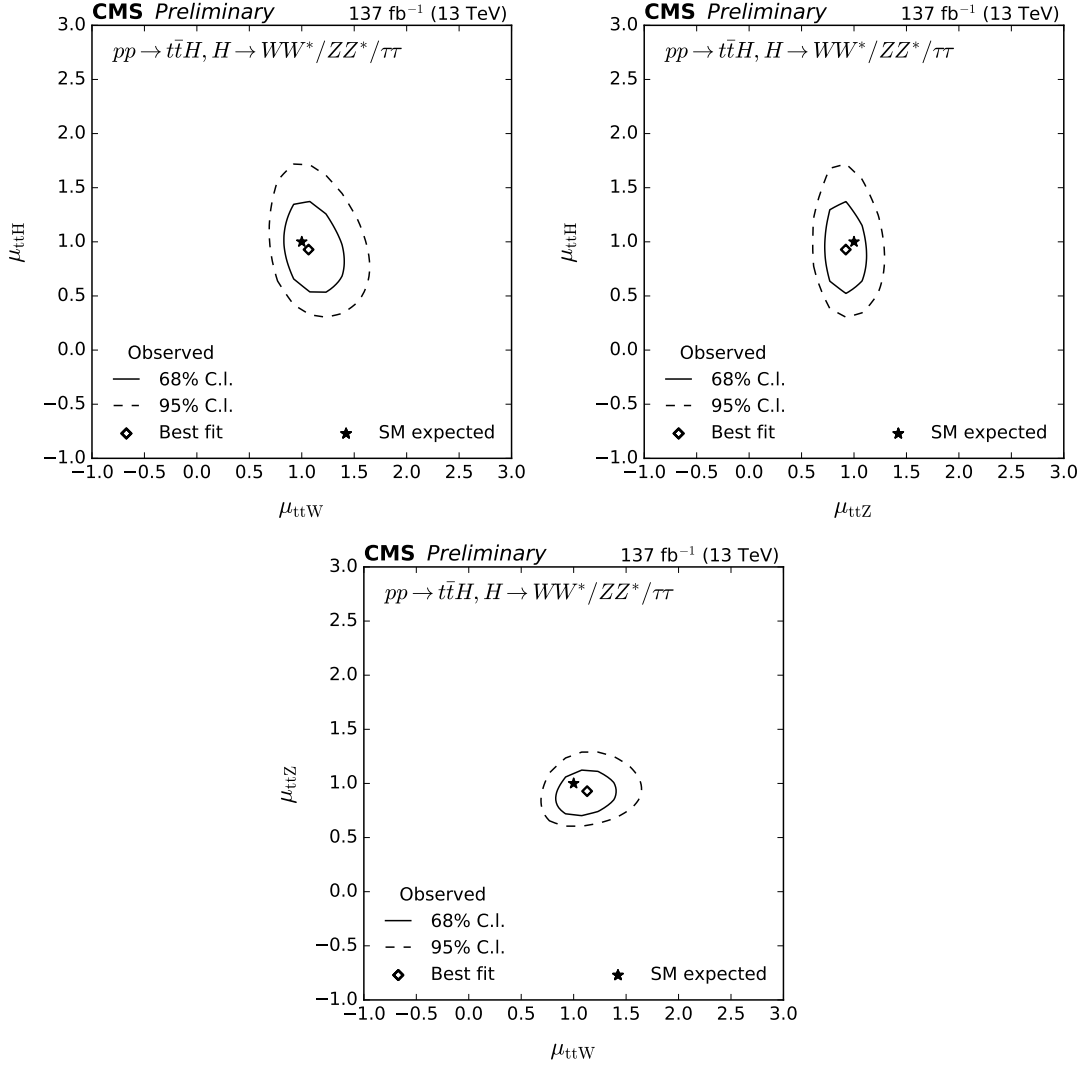 CMS Preliminary 137 fb⁻¹ (13 TeV)
pp → tt̄H, H → WW*/ZZ*/ττ
3.0
2.5
2.0
1.5
1.0
0.5
0.0
−0.5
−1.0
μttH
Observed
68% C.l.
95% C.l.
Best fit SM expected
−1.0 −0.5 0.0 0.5 1.0 1.5 2.0 2.5 3.0
μttW
CMS Preliminary 137 fb⁻¹ (13 TeV)
pp → tt̄H, H → WW*/ZZ*/ττ
3.0
2.5
2.0
1.5
1.0
0.5
0.0
−0.5
−1.0
μttH
Observed
68% C.l.
95% C.l.
Best fit SM expected
−1.0 −0.5 0.0 0.5 1.0 1.5 2.0 2.5 3.0
μttZ
CMS Preliminary 137 fb⁻¹ (13 TeV)
pp → tt̄H, H → WW*/ZZ*/ττ
3.0
2.5
2.0
1.5
1.0
0.5
0.0
−0.5
−1.0
μttZ
Observed
68% C.l.
95% C.l.
Best fit SM expected
−1.0 −0.5 0.0 0.5 1.0 1.5 2.0 2.5 3.0
μttW